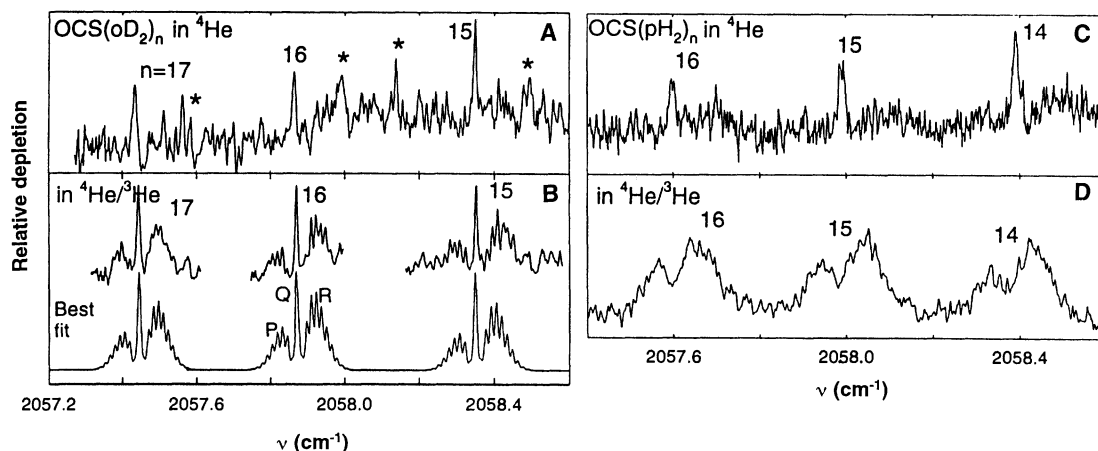 OCS(oD₂)ₙ in ⁴He
A
n=17
16
15
*
*
*
*
in ⁴He/³He
B
17
16
15
Best
fit
P
Q
R
2057.2
2057.6
2058.0
2058.4
ν (cm⁻¹)
Relative depletion
OCS(pH₂)ₙ in ⁴He
C
16
15
14
in ⁴He/³He
D
16
15
14
2057.6
2058.0
2058.4
ν (cm⁻¹)